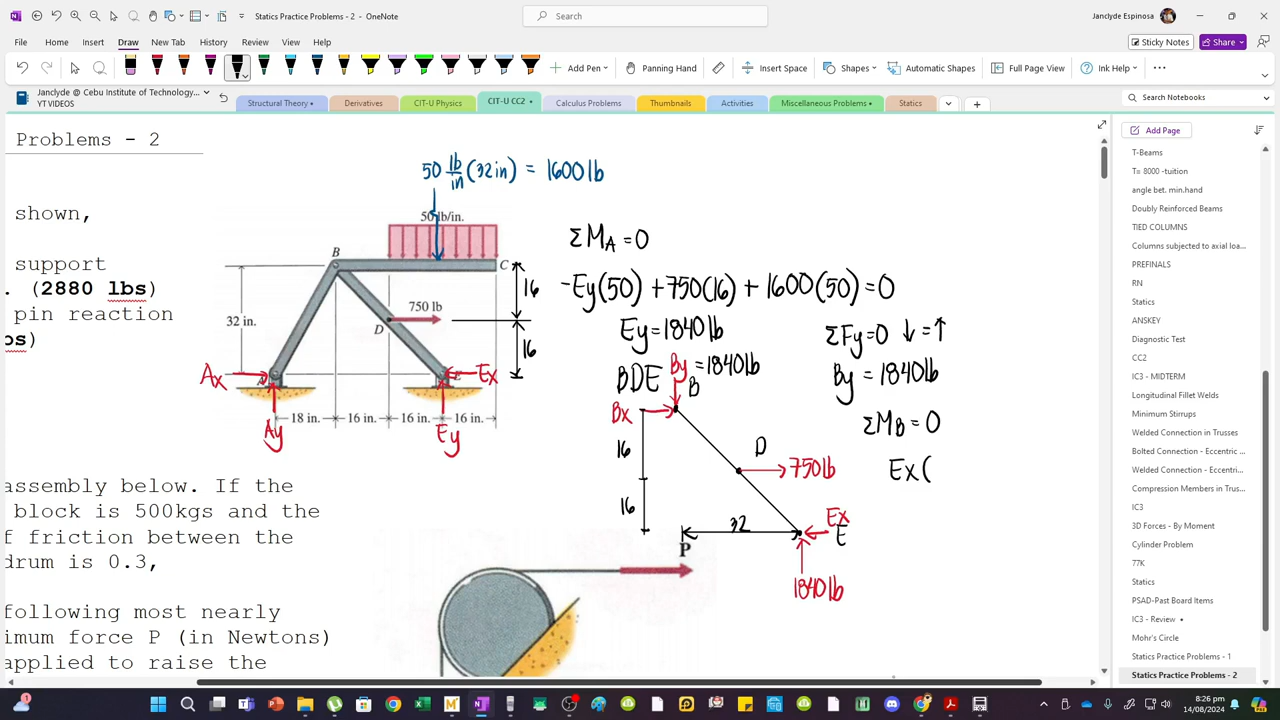 Statics Practice Problems - 2 - OneNote
Search
Janclyde Espinosa
File Home Insert Draw New Tab History Review View Help
Sticky Notes Share
Add Pen Panning Hand Insert Space Shapes Automatic Shapes Full Page View Ink Help
Janclyde @ Cebu Institute of Technology...
YT VIDEOS
Structural Theory Derivatives CIT-U Physics CIT-U CC2 Calculus Problems Thumbnails Activities Miscellaneous Problems Statics
Search Notebooks
Add Page
T-Beams
T= 8000 -tuition
angle bet. min.hand
Doubly Reinforced Beams
TIED COLUMNS
Columns subjected to axial loa...
PREFINALS
RN
Statics
ANSKEY
Diagnostic Test
CC2
IC3 - MIDTERM
Longitudinal Fillet Welds
Minimum Stirrups
Welded Connection in Trusses
Bolted Connection - Eccentric ...
Welded Connection - Eccentri...
Compression Members in Trus...
IC3
3D Forces - By Moment
Cylinder Problem
77K
Statics
PSAD-Past Board Items
IC3 - Review
Mohr's Circle
Statics Practice Problems - 1
Statics Practice Problems - 2
Problems - 2
shown,
support
. (2880 lbs)
pin reaction
os)
assembly below. If the
block is 500kgs and the
f friction between the
drum is 0.3,
following most nearly
imum force P (in Newtons)
applied to raise the
50 lb/in (32in) = 1600 lb
50 lb/in.
B
C
16
32 in.
750 lb
D
16
Ax
Ex
18 in. 16 in. 16 in. 16 in.
Ay
Ey
ΣMA = 0
-Ey(50) + 750(16) + 1600(50) = 0
Ey = 1840 lb
ΣFy = 0 ↓ = ↑
BDE
By = 1840 lb
By = 1840 lb
B
Bx
ΣMB = 0
16
D
750 lb
Ex(
16
32
Ex
E
1840 lb
P
8:26 pm
14/08/2024